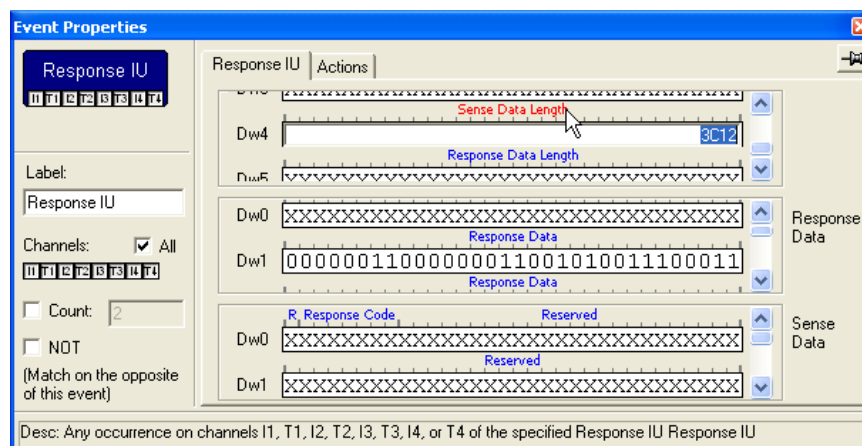 Event Properties
Response IU
I1 T1 I2 T2 I3 T3 I4 T4
Label:
Response IU
Channels: All
I1 T1 I2 T2 I3 T3 I4 T4
Count: 2
NOT
(Match on the opposite
of this event)
Response IU Actions
Sense Data Length
Dw4 3C12
Response Data Length
Dw5
Dw0 XXXXXXXXXXXXXXXXXXXXXXXXXXXXXXXX
Response Data
Dw1 00000011000000011001010011100011
Response Data
Response
Data
R Response Code Reserved
Dw0 XXXXXXXXXXXXXXXXXXXXXXXXXXXXXXXX
Reserved
Dw1 XXXXXXXXXXXXXXXXXXXXXXXXXXXXXXXX
Sense
Data
Desc: Any occurrence on channels I1, T1, I2, T2, I3, T3, I4, or T4 of the specified Response IU Response IU